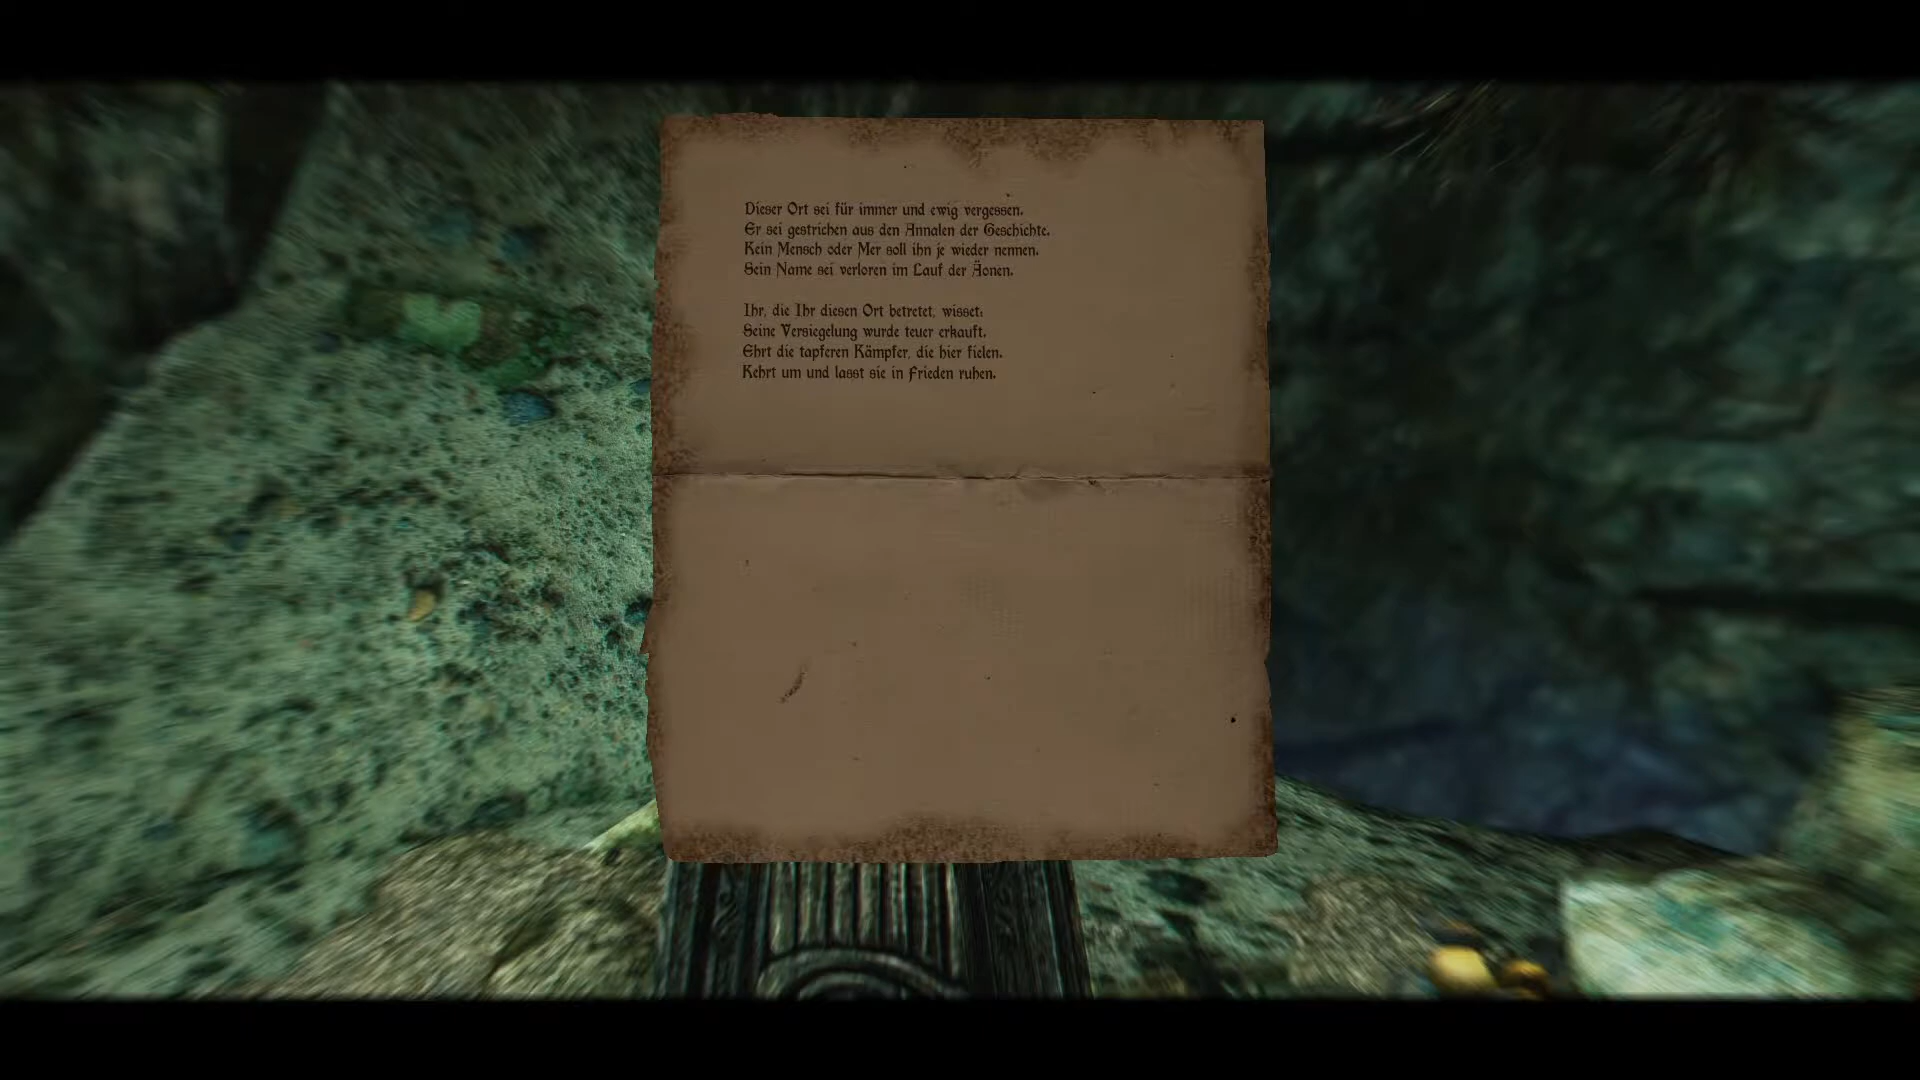 Dieser Ort sei für immer und ewig vergessen.
Er sei gestrichen aus den Annalen der Geschichte.
Kein Mensch oder Mer soll ihn je wieder nennen.
Sein Name sei verloren im Lauf der Äonen.
Ihr, die Ihr diesen Ort betretet, wisset:
Seine Versiegelung wurde teuer erkauft.
Ehrt die tapferen Kämpfer, die hier fielen.
Kehrt um und lasst sie in Frieden ruhen.